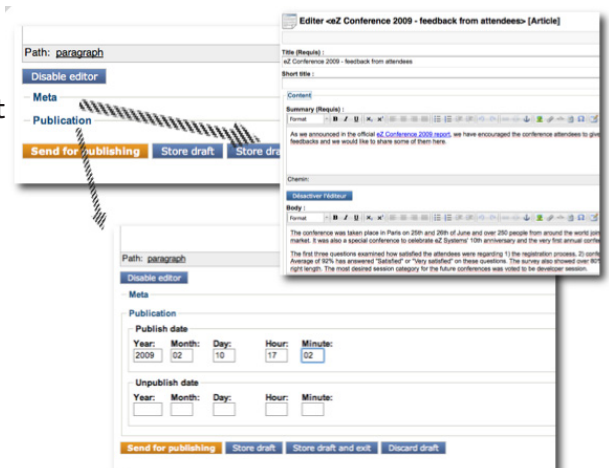 Path: paragraph
Disable editor
Meta
Publication
Send for publishing Store draft Store dra
t
Editer <eZ Conference 2009 - feedback from attendees> [Article]
Title (Requis) :
eZ Conference 2009 - feedback from attendees
Short title :
Content
Summary (Requis) :
Format B I U
As we announced in the official eZ Conference 2009 report, we have encouraged the conference attendees to give
feedbacks and we would like to share some of them here.
Chemin:
Désactiver l'éditeur
Body :
Format B I U
The conference was taken place in Paris on 25th and 26th of June and over 250 people from around the world join
market. It was also a special conference to celebrate eZ Systems' 10th anniversary and the very first annual confe
The first three questions examined how satisfied the attendees were regarding 1) the registration process, 2) confe
Average of 92% has answered "Satisfied" or "Very satisfied" on these questions. The survey also showed over 80%
right length. The most desired session category for the future conferences was voted to be developer session.
Path: paragraph
Disable editor
Meta
Publication
Publish date
Year: Month: Day: Hour: Minute:
2009 02 10 17 02
Unpublish date
Year: Month: Day: Hour: Minute:
Send for publishing Store draft Store draft and exit Discard draft